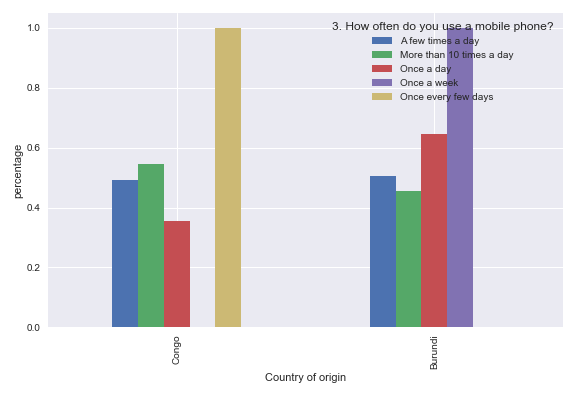 3. How often do you use a mobile phone?
A few times a day
More than 10 times a day
Once a day
Once a week
Once every few days
1.0
0.8
0.6
0.4
0.2
0.0
percentage
Congo
Burundi
Country of origin